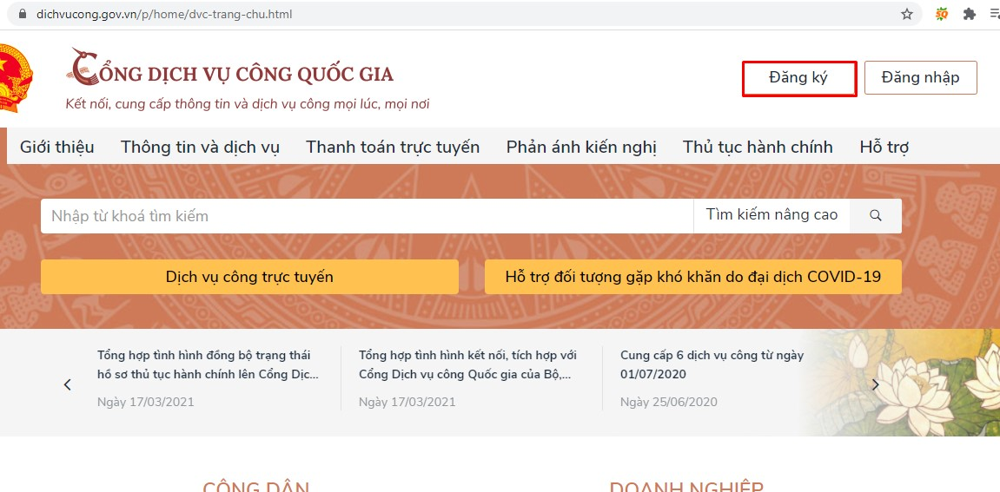 dichvucong.gov.vn/p/home/dvc-trang-chu.html
SQ
CỔNG DỊCH VỤ CÔNG QUỐC GIA
Kết nối, cung cấp thông tin và dịch vụ công mọi lúc, mọi nơi
Đăng ký
Đăng nhập
Giới thiệu Thông tin và dịch vụ Thanh toán trực tuyến Phản ánh kiến nghị Thủ tục hành chính Hỗ trợ
Nhập từ khoá tìm kiếm
Tìm kiếm nâng cao
Dịch vụ công trực tuyến
Hỗ trợ đối tượng gặp khó khăn do đại dịch COVID-19
Tổng hợp tình hình đồng bộ trạng thái
hồ sơ thủ tục hành chính lên Cổng Dịc...
Ngày 17/03/2021
Tổng hợp tình hình kết nối, tích hợp với
Cổng Dịch vụ công Quốc gia của Bộ,...
Ngày 17/03/2021
Cung cấp 6 dịch vụ công từ ngày
01/07/2020
Ngày 25/06/2020
CÔNG DÂN
DOANH NGHIỆP